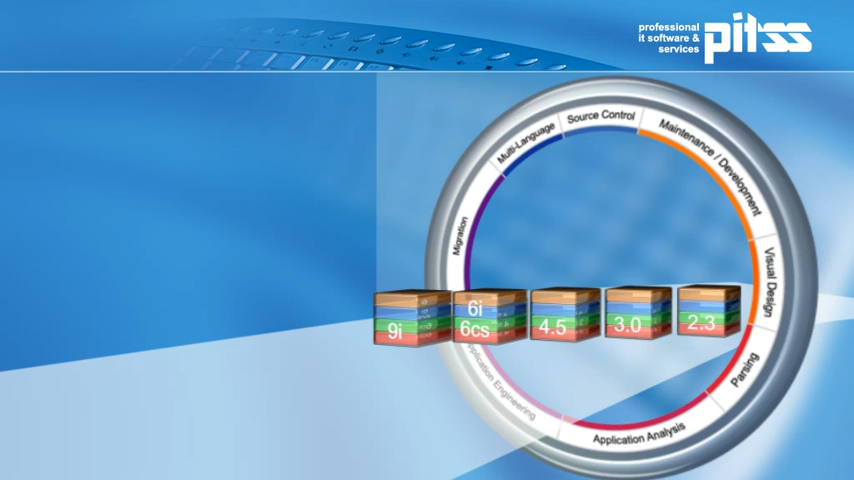 professional
it software &
services
pitss
Source Control
Multi-Language
Maintenance / Development
Migration
Visual Design
6i
9i
6cs
4.5
3.0
2.3
Parsing
Application Engineering
Application Analysis